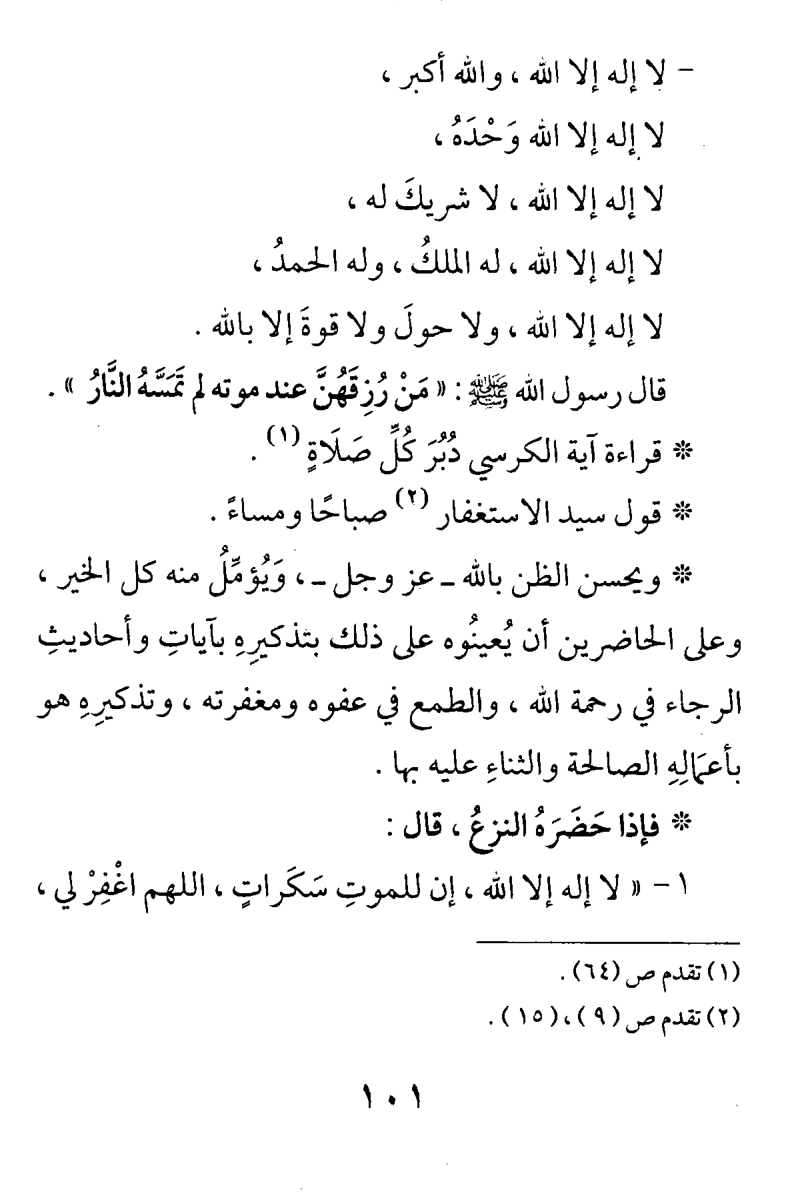 - لا إله إلا الله ، والله أكبر ،
لا إله إلا الله وَحْدَهُ ،
لا إله إلا الله ، لا شريكَ له ،
لا إله إلا الله ، له الملكُ ، وله الحمدُ ،
لا إله إلا الله ، ولا حولَ ولا قوةَ إلا بالله .
قال رسول الله ﷺ : « مَنْ رُزِقَهُنَّ عند موته لم تَمَسَّهُ النَّارُ » .
* قراءة آية الكرسي دُبُرَ كُلِّ صَلَاةٍ (١) .
* قول سيد الاستغفار (٢) صباحًا ومساءً .
* ويحسن الظن بالله ـ عز وجل ـ ، وَيُؤمِّلُ منه كل الخير ،
وعلى الحاضرين أن يُعينُوه على ذلك بتذكيرِهِ بآياتِ وأحاديثِ
الرجاء في رحمة الله ، والطمع في عفوه ومغفرته ، وتذكيرِهِ هو
بأعمَالِهِ الصالحة والثناءِ عليه بها .
* فإذا حَضَرَهُ النزعُ ، قال :
١ - « لا إله إلا الله ، إن للموتِ سَكَراتٍ ، اللهم اغْفِرْ لي ،
(١) تقدم ص (٦٤) .
(٢) تقدم ص (٩) ، (١٥) .
١٠١